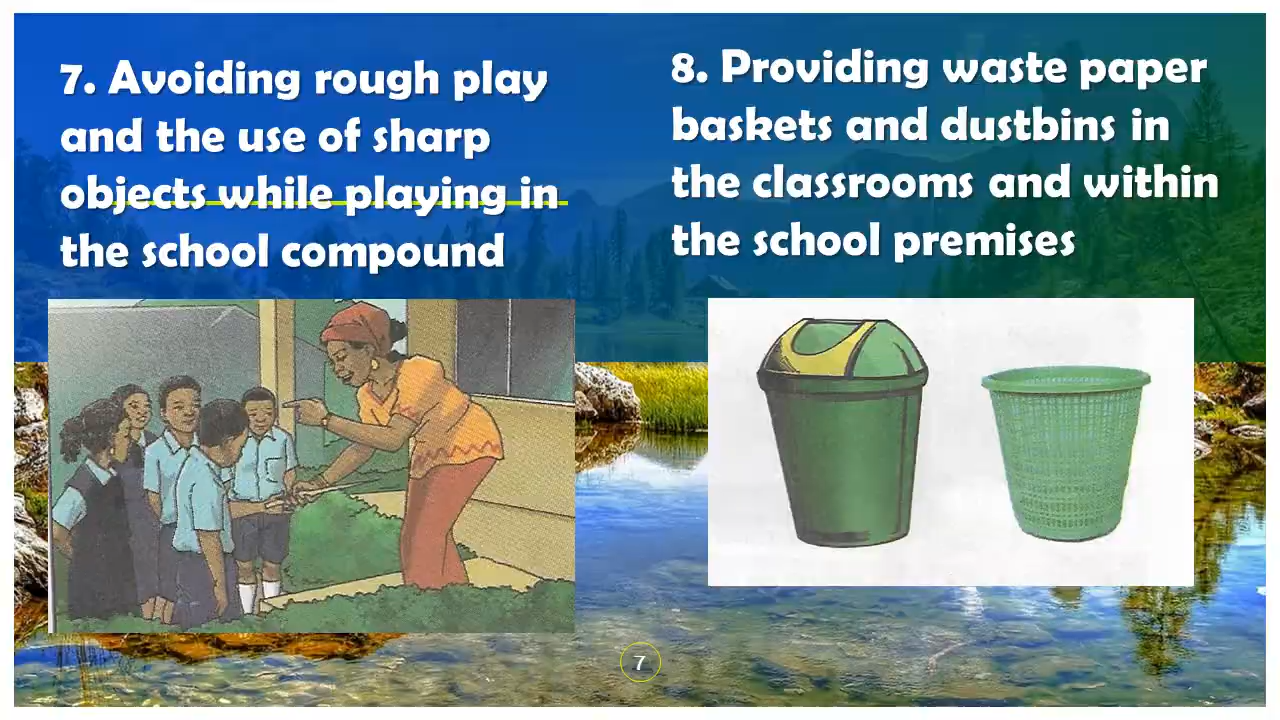 7. Avoiding rough play
and the use of sharp
objects while playing in
the school compound
8. Providing waste paper
baskets and dustbins in
the classrooms and within
the school premises
7